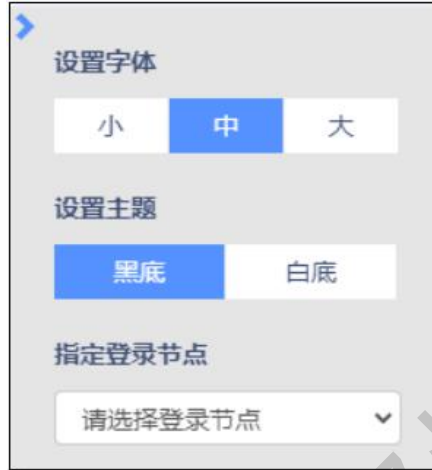 设置字体
小 中 大
设置主题
黑底 白底
指定登录节点
请选择登录节点